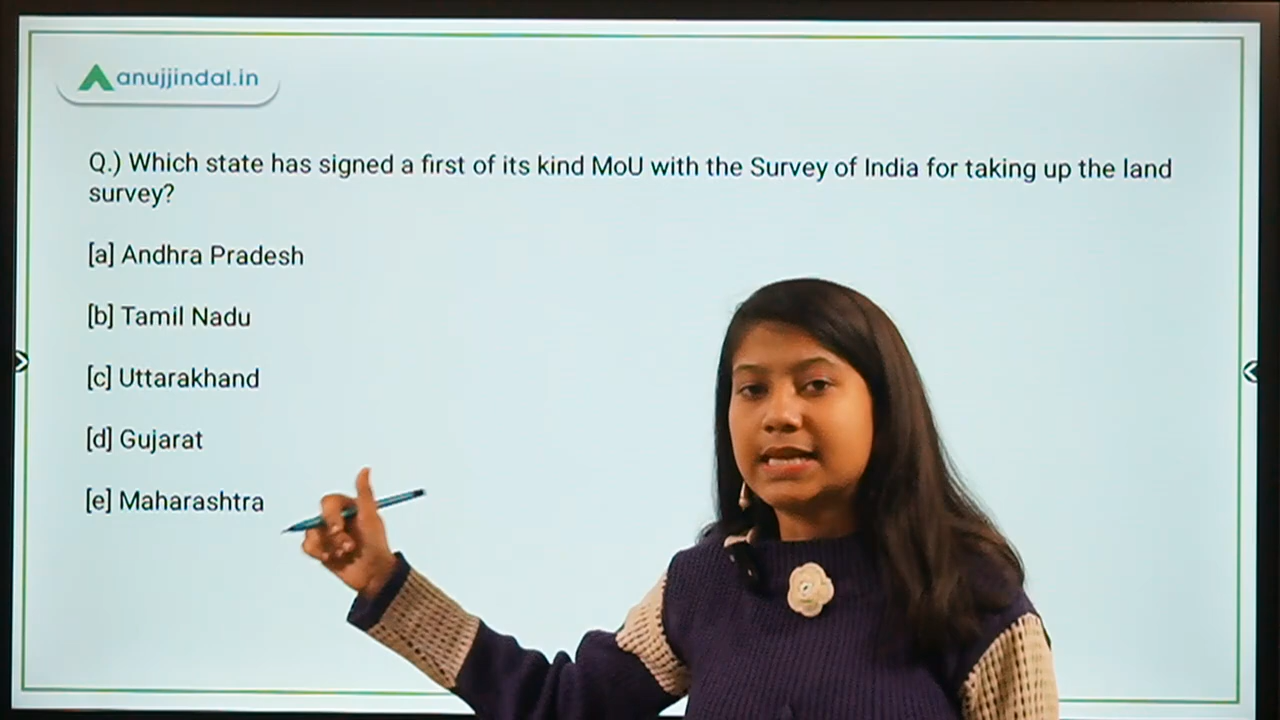 anujjindal.in
Q.) Which state has signed a first of its kind MoU with the Survey of India for taking up the land
survey?
[a] Andhra Pradesh
[b] Tamil Nadu
[c] Uttarakhand
[d] Gujarat
[e] Maharashtra